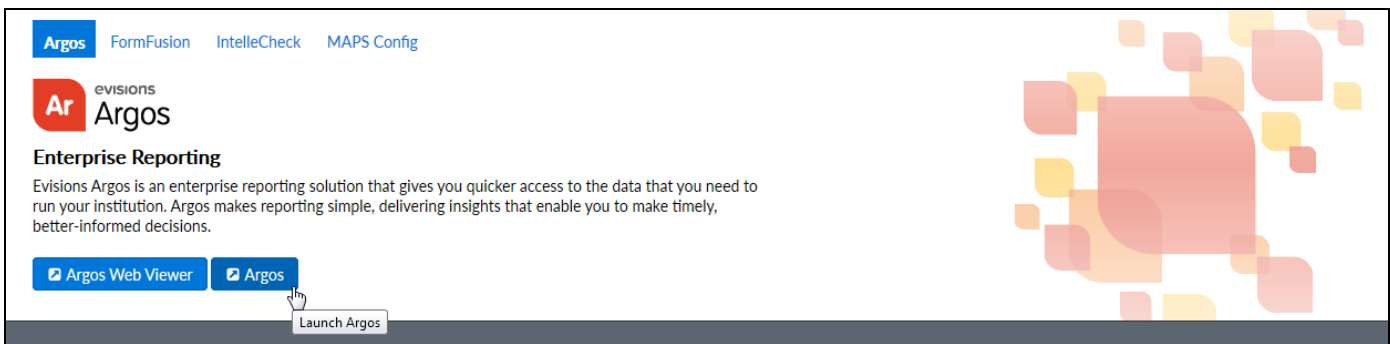 Argos FormFusion IntelleCheck MAPS Config
Ar evisions
Argos
Enterprise Reporting
Evisions Argos is an enterprise reporting solution that gives you quicker access to the data that you need to
run your institution. Argos makes reporting simple, delivering insights that enable you to make timely,
better-informed decisions.
Argos Web Viewer Argos
Launch Argos